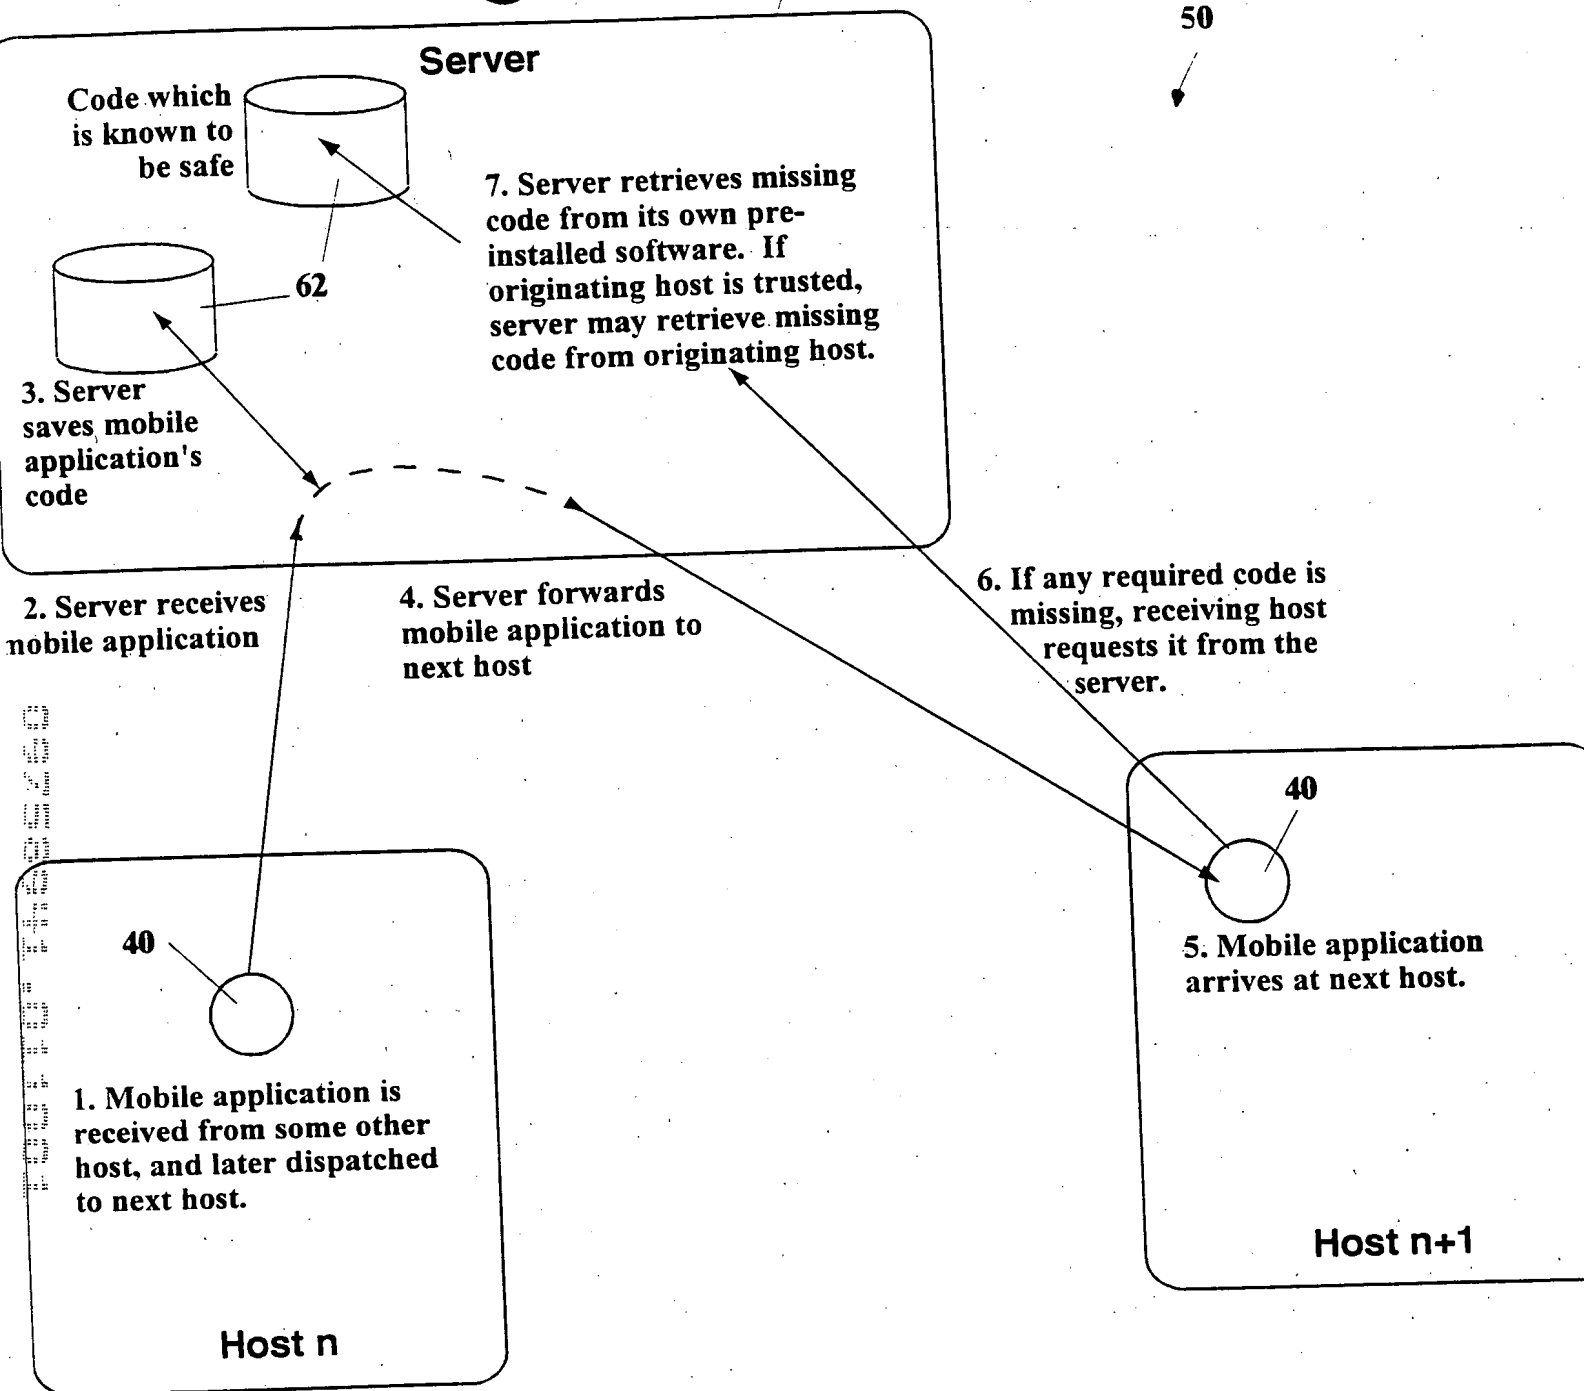 50
Server
Code which
is known to
be safe
7. Server retrieves missing
code from its own pre-
installed software. If
originating host is trusted,
server may retrieve missing
code from originating host.
62
3. Server
saves mobile
application's
code
2. Server receives
mobile application
4. Server forwards
mobile application to
next host
6. If any required code is
missing, receiving host
requests it from the
server.
40
5. Mobile application
arrives at next host.
Host n+1
40
1. Mobile application is
received from some other
host, and later dispatched
to next host.
Host n